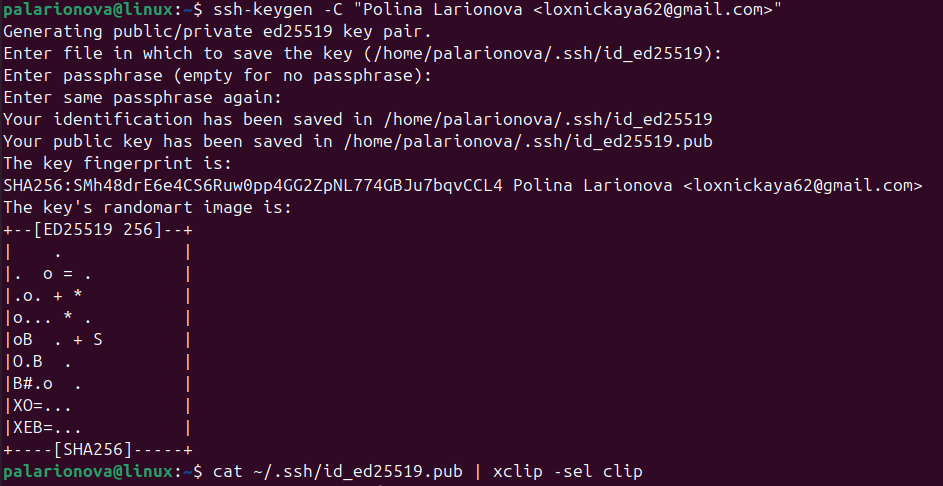 palarionova@linux:~$ ssh-keygen -C "Polina Larionova <loxnickaya62@gmail.com>"
Generating public/private ed25519 key pair.
Enter file in which to save the key (/home/palarionova/.ssh/id_ed25519):
Enter passphrase (empty for no passphrase):
Enter same passphrase again:
Your identification has been saved in /home/palarionova/.ssh/id_ed25519
Your public key has been saved in /home/palarionova/.ssh/id_ed25519.pub
The key fingerprint is:
SHA256:SMh48drE6e4CS6Ruw0pp4GG2ZpNL774GBJu7bqvCCL4 Polina Larionova <loxnickaya62@gmail.com>
The key's randomart image is:
+--[ED25519 256]--+
|    .            |
|.  o = .         |
|.o. + *          |
|o... * .         |
|oB  . + S        |
|O.B  .           |
|B#.o  .          |
|XO=...           |
|XEB=...          |
+----[SHA256]-----+
palarionova@linux:~$ cat ~/.ssh/id_ed25519.pub | xclip -sel clip